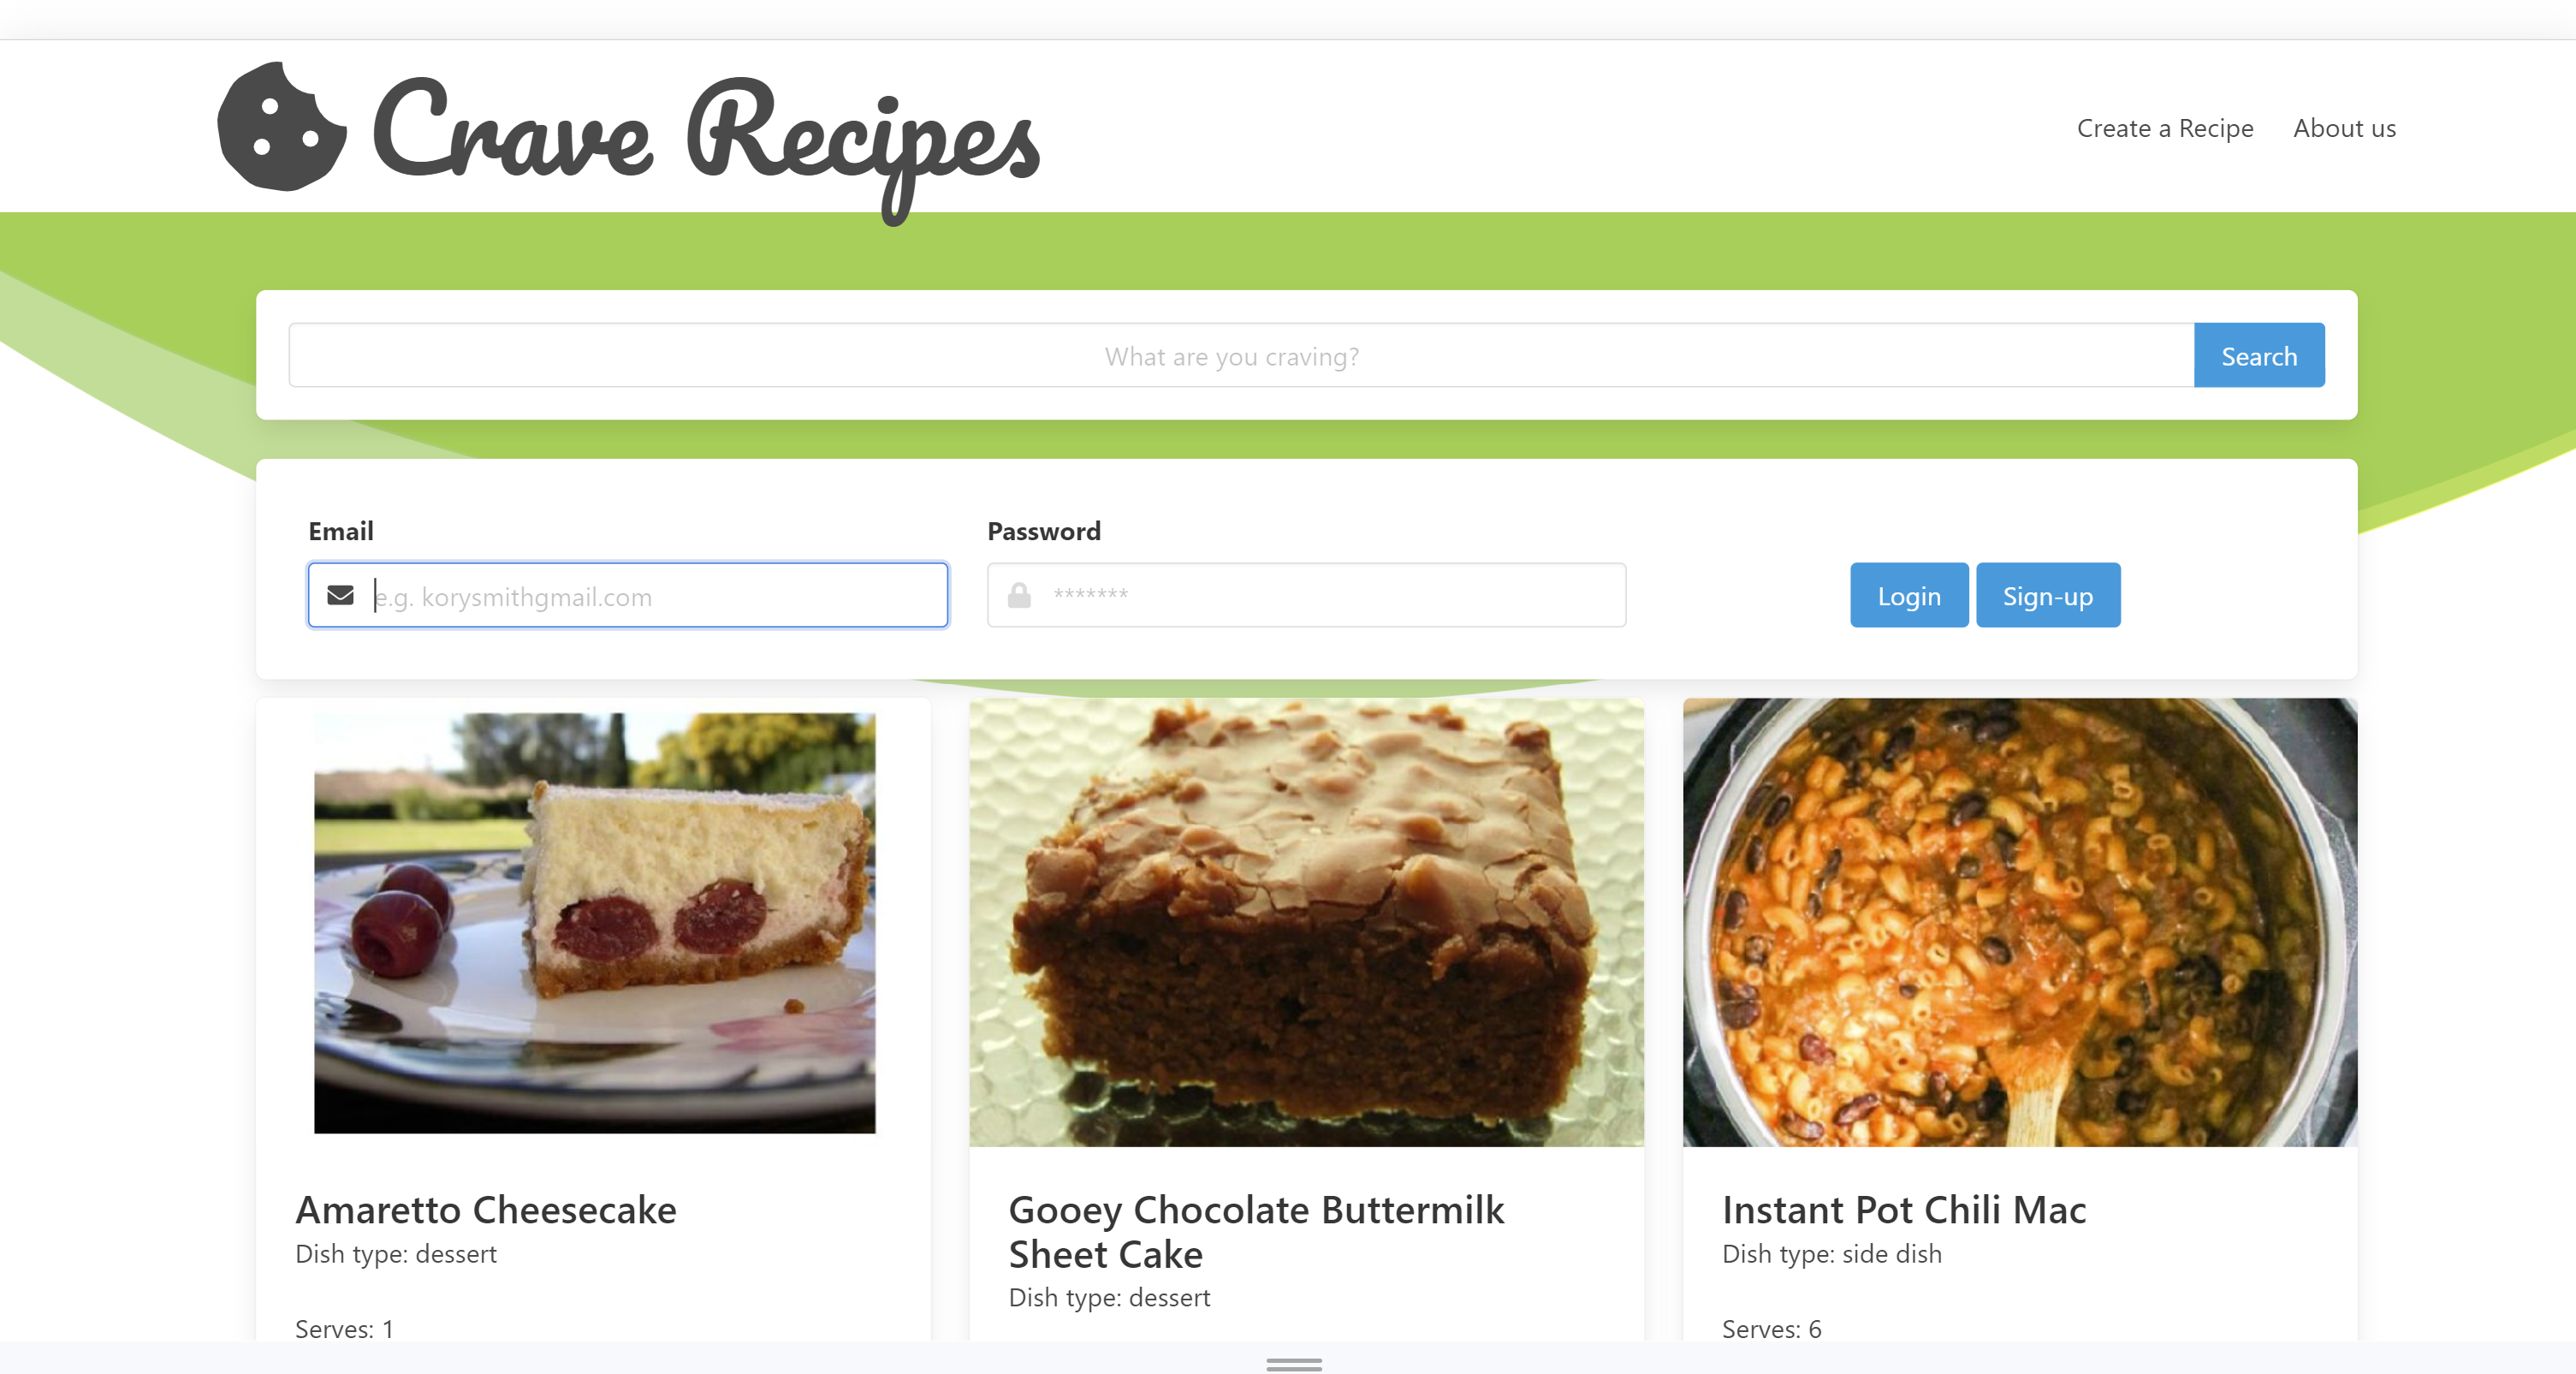 Crave Recipes
Create a Recipe
About us
What are you craving?
Search
Email
Password
e.g. korysmithgmail.com
*******
Login
Sign-up
Amaretto Cheesecake
Dish type: dessert
Serves: 1
Gooey Chocolate Buttermilk
Sheet Cake
Dish type: dessert
Instant Pot Chili Mac
Dish type: side dish
Serves: 6